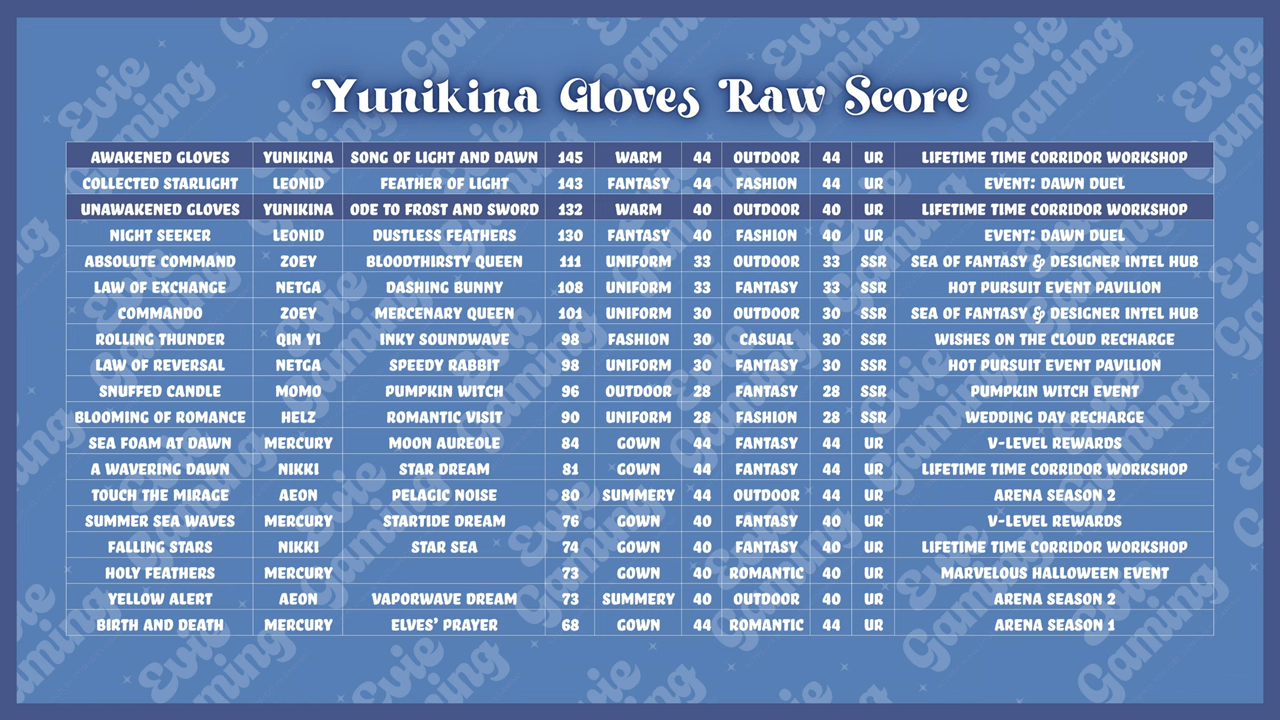 Yunikina Gloves Raw Score
AWAKENED GLOVES YUNIKINA SONG OF LIGHT AND DAWN 145 WARM 44 OUTDOOR 44 UR LIFETIME TIME CORRIDOR WORKSHOP
COLLECTED STARLIGHT LEONID FEATHER OF LIGHT 143 FANTASY 44 FASHION 44 UR EVENT: DAWN DUEL
UNAWAKENED GLOVES YUNIKINA ODE TO FROST AND SWORD 132 WARM 40 OUTDOOR 40 UR LIFETIME TIME CORRIDOR WORKSHOP
NIGHT SEEKER LEONID DUSTLESS FEATHERS 130 FANTASY 40 FASHION 40 UR EVENT: DAWN DUEL
ABSOLUTE COMMAND ZOEY BLOODTHIRSTY QUEEN 111 UNIFORM 33 OUTDOOR 33 SSR SEA OF FANTASY & DESIGNER INTEL HUB
LAW OF EXCHANGE NETGA DASHING BUNNY 108 UNIFORM 33 FANTASY 33 SSR HOT PURSUIT EVENT PAVILION
COMMANDO ZOEY MERCENARY QUEEN 101 UNIFORM 30 OUTDOOR 30 SSR SEA OF FANTASY & DESIGNER INTEL HUB
ROLLING THUNDER QIN YI INKY SOUNDWAVE 98 FASHION 30 CASUAL 30 SSR WISHES ON THE CLOUD RECHARGE
LAW OF REVERSAL NETGA SPEEDY RABBIT 98 UNIFORM 30 FANTASY 30 SSR HOT PURSUIT EVENT PAVILION
SNUFFED CANDLE MOMO PUMPKIN WITCH 96 OUTDOOR 28 FANTASY 28 SSR PUMPKIN WITCH EVENT
BLOOMING OF ROMANCE HELZ ROMANTIC VISIT 90 UNIFORM 28 FASHION 28 SSR WEDDING DAY RECHARGE
SEA FOAM AT DAWN MERCURY MOON AUREOLE 84 GOWN 44 FANTASY 44 UR V-LEVEL REWARDS
A WAVERING DAWN NIKKI STAR DREAM 81 GOWN 44 FANTASY 44 UR LIFETIME TIME CORRIDOR WORKSHOP
TOUCH THE MIRAGE AEON PELAGIC NOISE 80 SUMMERY 44 OUTDOOR 44 UR ARENA SEASON 2
SUMMER SEA WAVES MERCURY STARTIDE DREAM 76 GOWN 40 FANTASY 40 UR V-LEVEL REWARDS
FALLING STARS NIKKI STAR SEA 74 GOWN 40 FANTASY 40 UR LIFETIME TIME CORRIDOR WORKSHOP
HOLY FEATHERS MERCURY 73 GOWN 40 ROMANTIC 40 UR MARVELOUS HALLOWEEN EVENT
YELLOW ALERT AEON VAPORWAVE DREAM 73 SUMMERY 40 OUTDOOR 40 UR ARENA SEASON 2
BIRTH AND DEATH MERCURY ELVES' PRAYER 68 GOWN 44 ROMANTIC 44 UR ARENA SEASON 1
Evie
Gaming